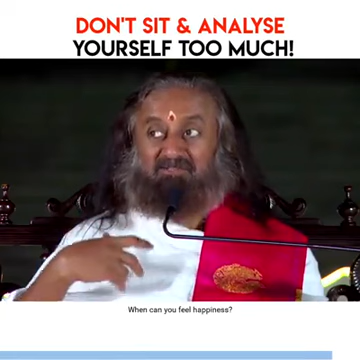 DON'T SIT & ANALYSE
YOURSELF TOO MUCH!
When can you feel happiness?